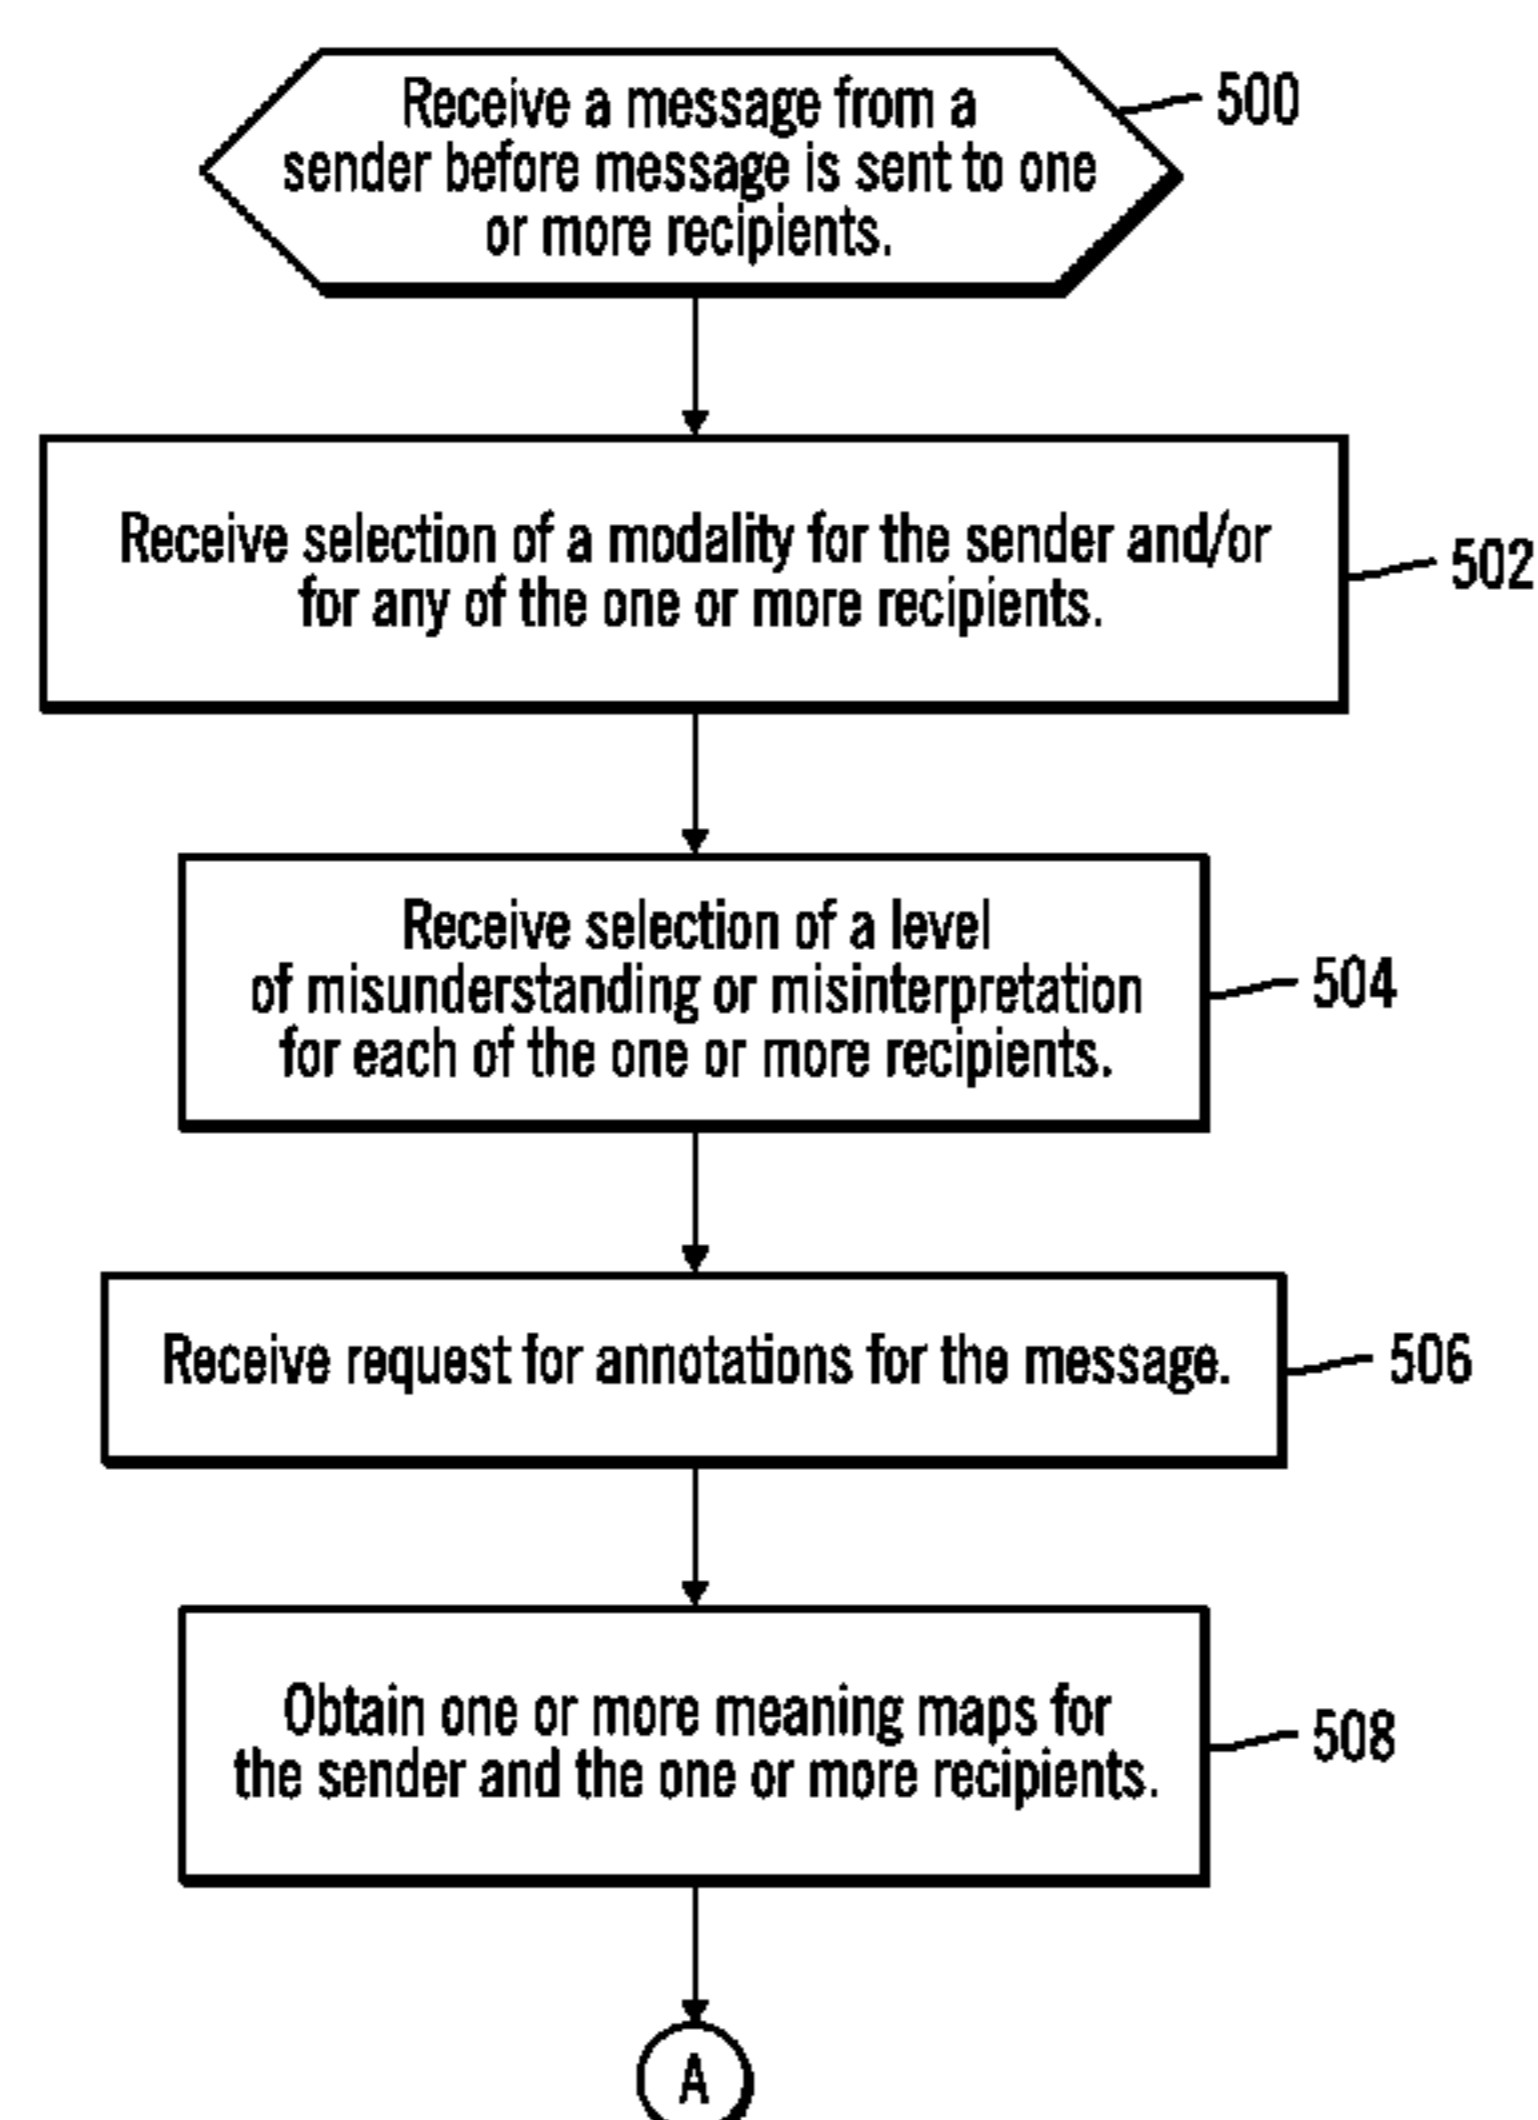 Receive a message from a
sender before message is sent to one
or more recipients.
500
Receive selection of a modality for the sender and/or
for any of the one or more recipients.
502
Receive selection of a level
of misunderstanding or misinterpretation
for each of the one or more recipients.
504
Receive request for annotations for the message.
506
Obtain one or more meaning maps for
the sender and the one or more recipients.
508
A